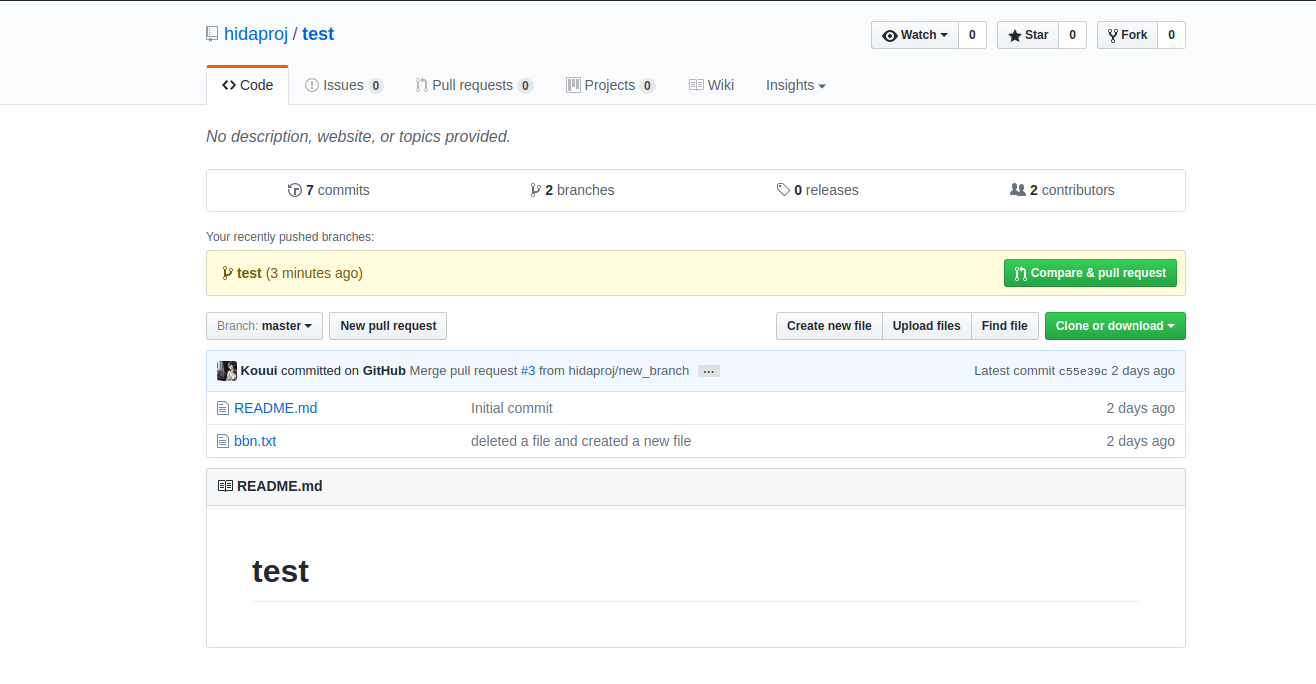 hidaproj / test
Watch 0 Star 0 Fork 0
Code Issues 0 Pull requests 0 Projects 0 Wiki Insights
No description, website, or topics provided.
7 commits 2 branches 0 releases 2 contributors
Your recently pushed branches:
test (3 minutes ago) Compare & pull request
Branch: master New pull request Create new file Upload files Find file Clone or download
Kouui committed on GitHub Merge pull request #3 from hidaproj/new_branch ... Latest commit c55e39c 2 days ago
README.md Initial commit 2 days ago
bbn.txt deleted a file and created a new file 2 days ago
README.md
test